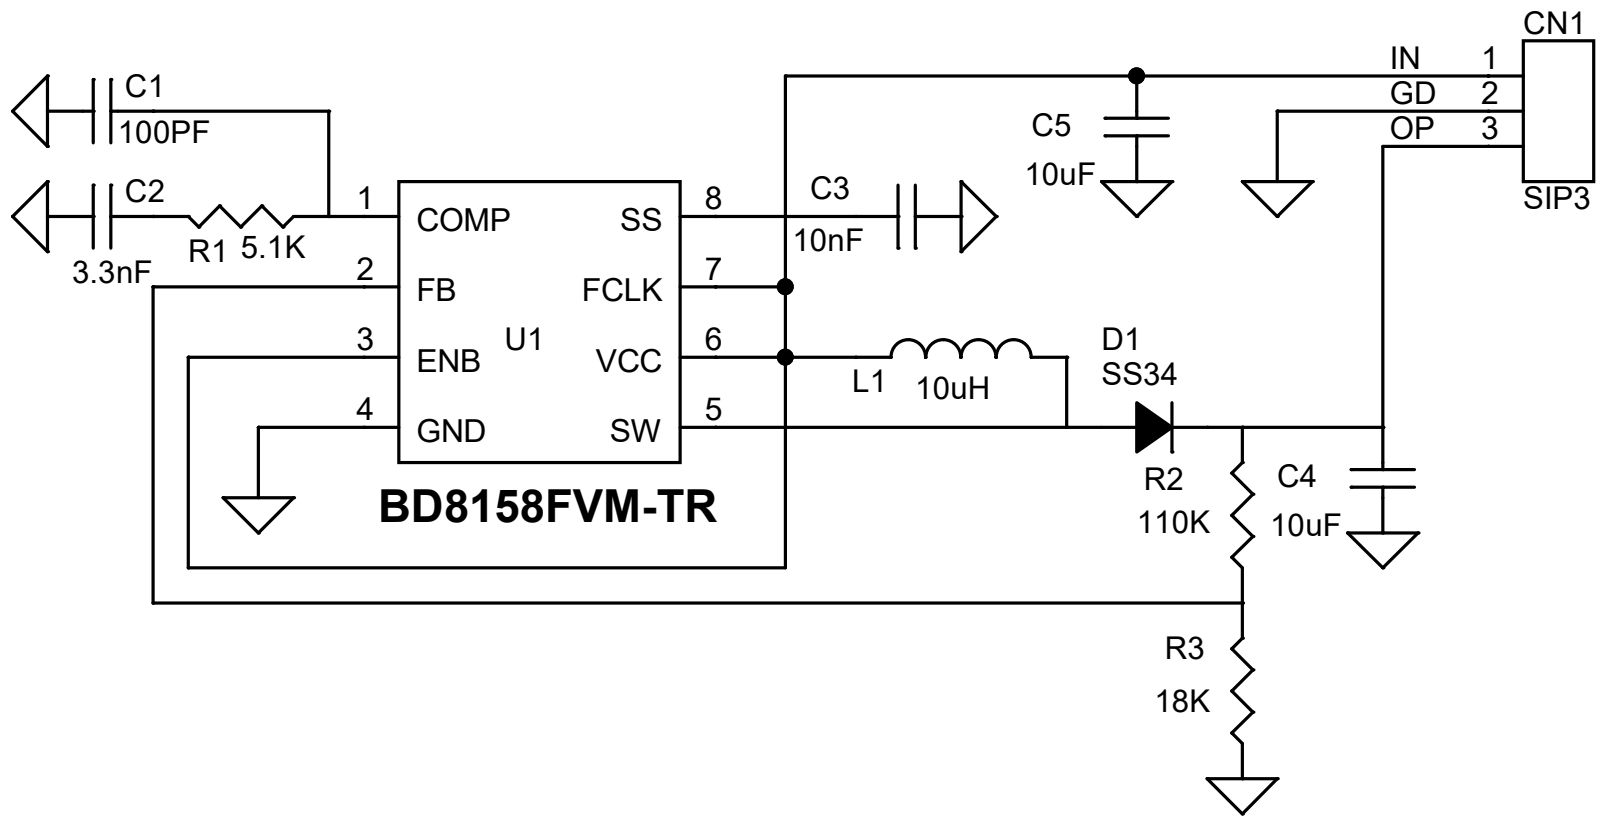 CN1
IN 1
GD 2
OP 3
SIP3
C1
100PF
C2
R1 5.1K
3.3nF
C5
10uF
C3
10nF
1 COMP SS 8
2 FB FCLK 7
3 ENB U1 VCC 6
4 GND SW 5
BD8158FVM-TR
L1 10uH
D1
SS34
R2
110K
C4
10uF
R3
18K